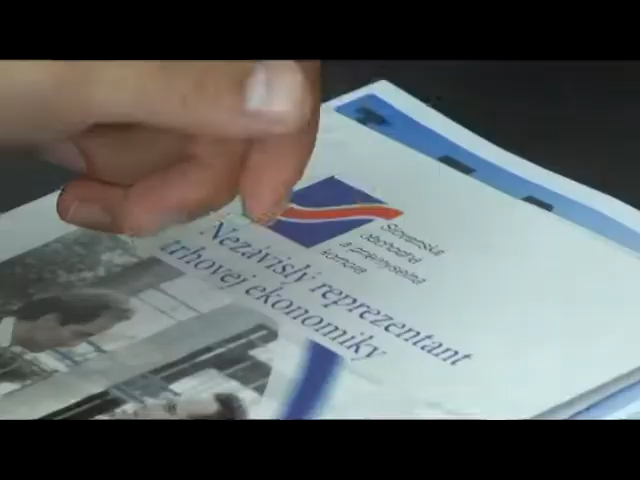 Slovenská
obchodná
a priemyselná
komora
Nezávislý reprezentant
trhovej ekonomiky